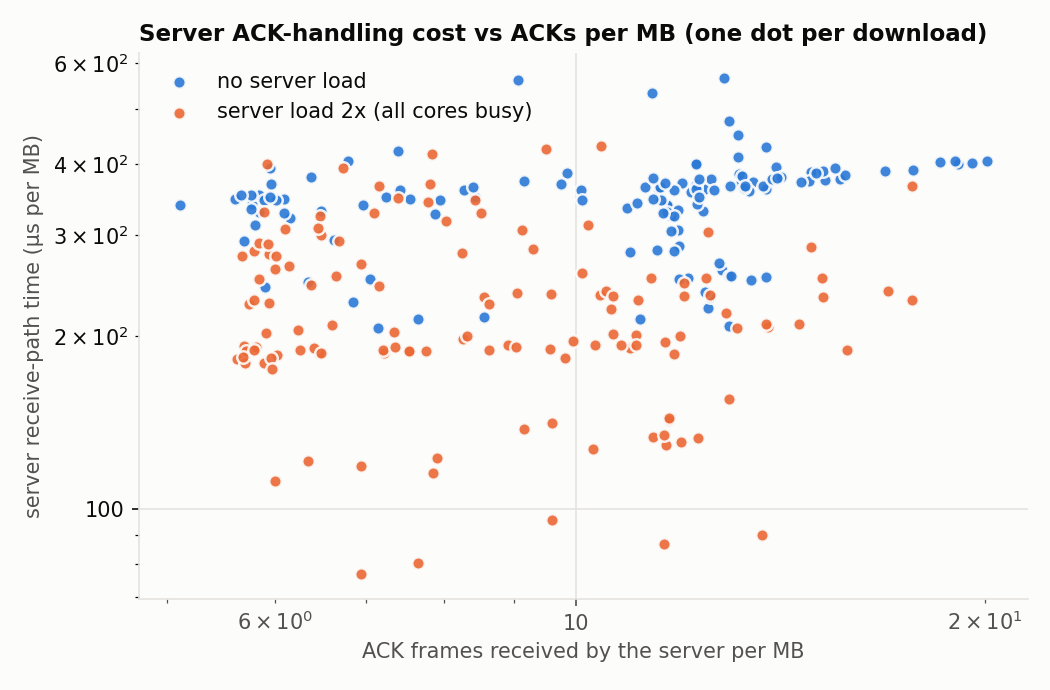 Server ACK-handling cost vs ACKs per MB (one dot per download)
6 × 10²
no server load
server load 2x (all cores busy)
4 × 10²
3 × 10²
2 × 10²
100
server receive-path time (µs per MB)
6 × 10⁰
10
2 × 10¹
ACK frames received by the server per MB